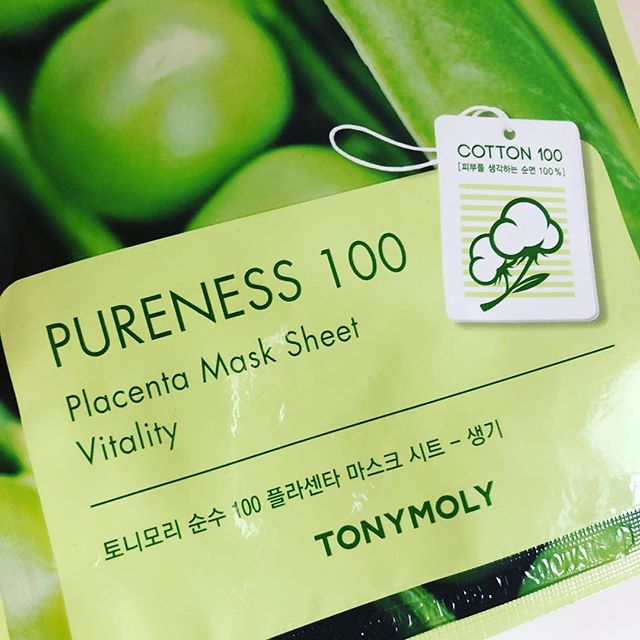 COTTON 100
[피부를 생각하는 순면 100%]
PURENESS 100
Placenta Mask Sheet
Vitality
토니모리 순수 100 플라센타 마스크 시트 - 생기
TONYMOLY